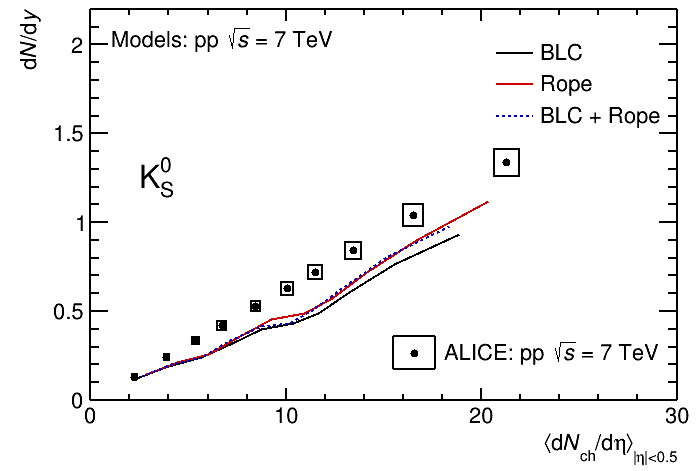 dN/dy
Models: pp √s = 7 TeV
BLC
Rope
BLC + Rope
K⁰S
ALICE: pp √s = 7 TeV
2
1.5
1
0.5
0
0 10 20 30
⟨dNch/dη⟩|η|<0.5